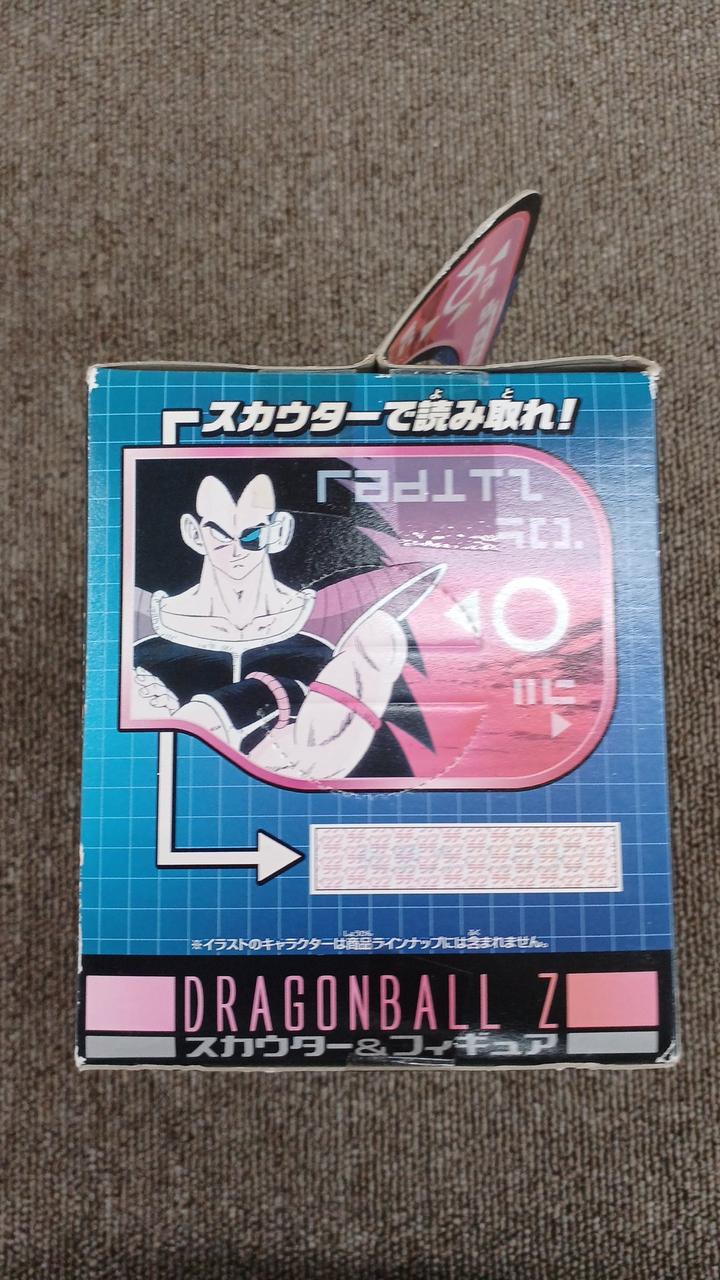 スカウターで読み取れ!
※イラストのキャラクターは商品ラインナップには含まれません。
DRAGONBALL Z
スカウター&フィギュア